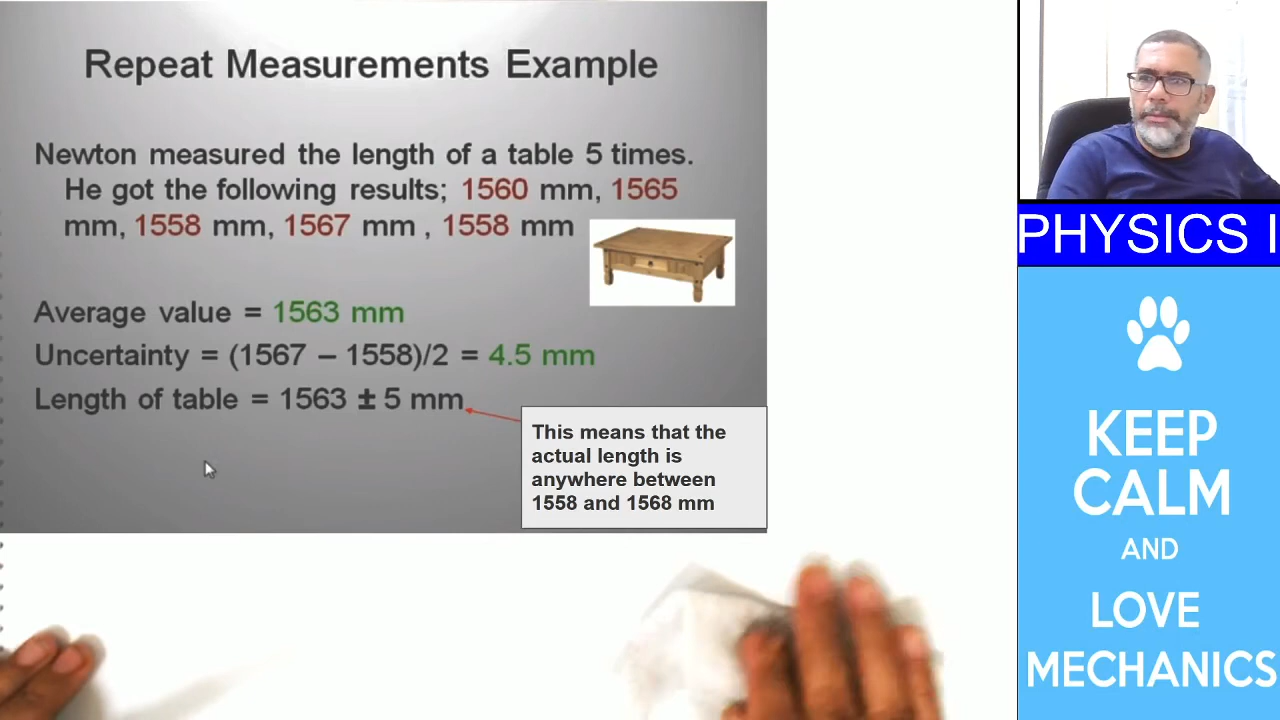 Repeat Measurements Example
Newton measured the length of a table 5 times.
He got the following results; 1560 mm, 1565
mm, 1558 mm, 1567 mm , 1558 mm
Average value = 1563 mm
Uncertainty = (1567 – 1558)/2 = 4.5 mm
Length of table = 1563 ± 5 mm
This means that the
actual length is
anywhere between
1558 and 1568 mm
PHYSICS I
KEEP
CALM
AND
LOVE
MECHANICS